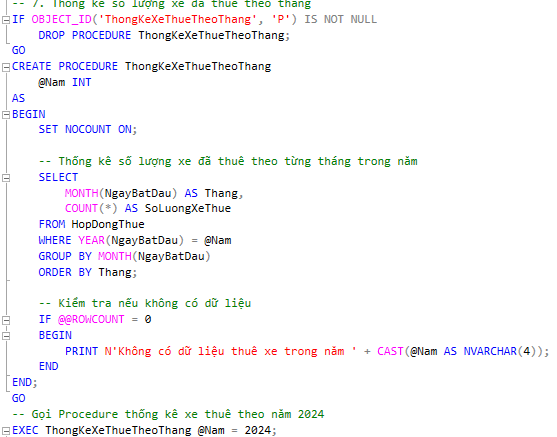 -- 7. Thống kê số lượng xe đã thuê theo tháng
IF OBJECT_ID('ThongKeXeThueTheoThang', 'P') IS NOT NULL
    DROP PROCEDURE ThongKeXeThueTheoThang;
GO
CREATE PROCEDURE ThongKeXeThueTheoThang
    @Nam INT
AS
BEGIN
    SET NOCOUNT ON;
    -- Thống kê số lượng xe đã thuê theo từng tháng trong năm
    SELECT
        MONTH(NgayBatDau) AS Thang,
        COUNT(*) AS SoLuongXeThue
    FROM HopDongThue
    WHERE YEAR(NgayBatDau) = @Nam
    GROUP BY MONTH(NgayBatDau)
    ORDER BY Thang;
    -- Kiểm tra nếu không có dữ liệu
    IF @@ROWCOUNT = 0
    BEGIN
        PRINT N'Không có dữ liệu thuê xe trong năm ' + CAST(@Nam AS NVARCHAR(4));
    END
END;
GO
-- Gọi Procedure thống kê xe thuê theo năm 2024
EXEC ThongKeXeThueTheoThang @Nam = 2024;